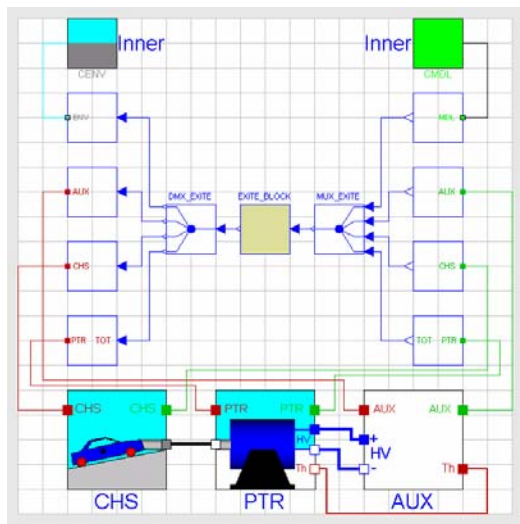 Inner
Inner
CENV
CMDL
ENV
MDL
AUX
DMX_EXITE
EXITE_BLOCK
MUX_EXITE
AUX
CHS
CHS
PTR TOT
TOT PTR
CHS CHS
PTR PTR
AUX AUX
HV
+
HV
-
Th
Th
CHS
PTR
AUX